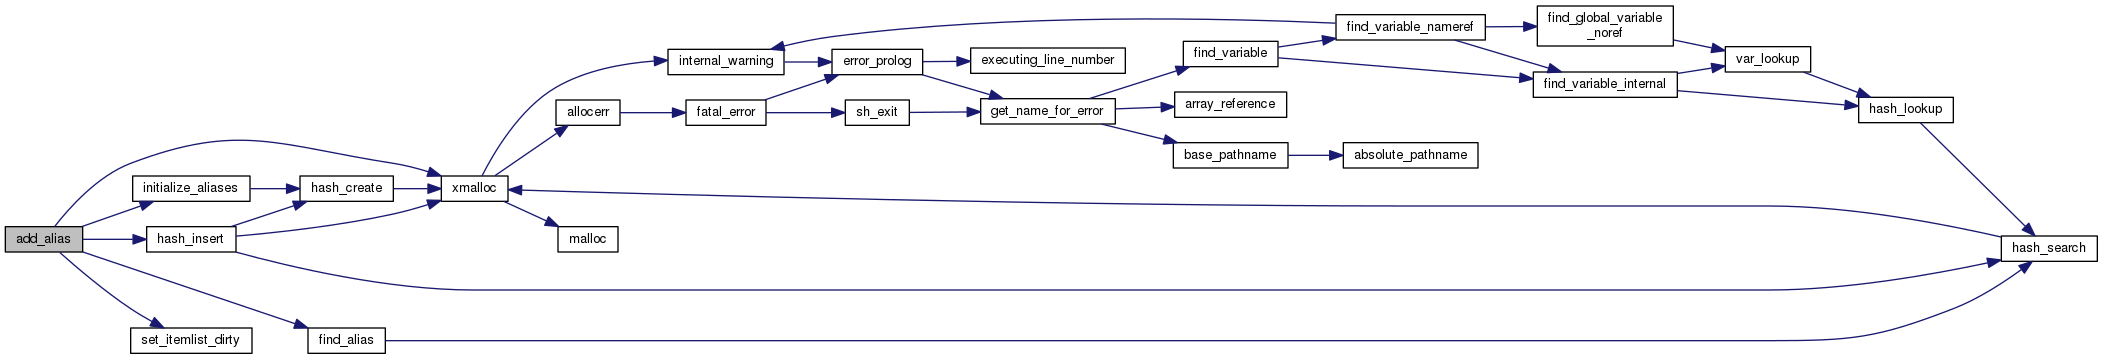 add_alias
initialize_aliases
hash_insert
set_itemlist_dirty
hash_create
find_alias
xmalloc
internal_warning
allocerr
malloc
fatal_error
error_prolog
sh_exit
executing_line_number
get_name_for_error
find_variable
array_reference
base_pathname
find_variable_nameref
absolute_pathname
find_global_variable
_noref
find_variable_internal
var_lookup
hash_lookup
hash_search